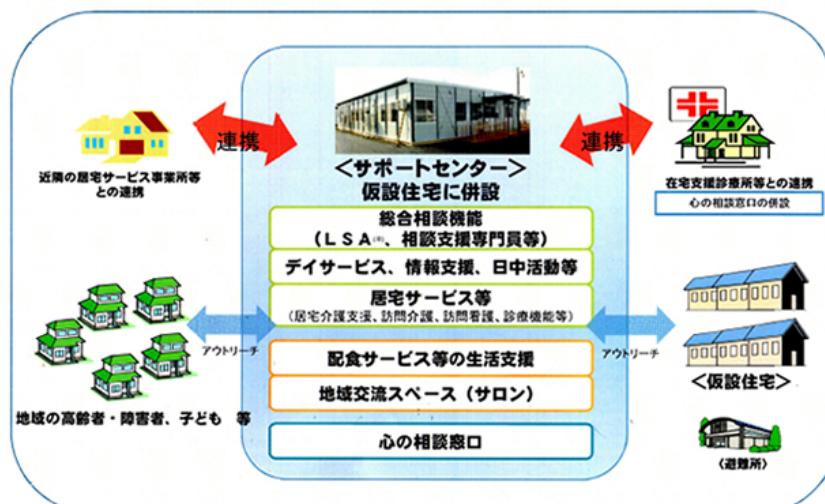 連携
連携
近隣の居宅サービス事業所等
との連携
<サポートセンター>
仮設住宅に併設
在宅支援診療所等との連携
心の相談窓口の併設
総合相談機能
(LSA(※)、相談支援専門員等)
デイサービス、情報支援、日中活動等
居宅サービス等
(居宅介護支援、訪問介護、訪問看護、診療機能等)
アウトリーチ
アウトリーチ
配食サービス等の生活支援
地域交流スペース(サロン)
心の相談窓口
地域の高齢者・障害者、子ども 等
<仮設住宅>
〈避難所〉